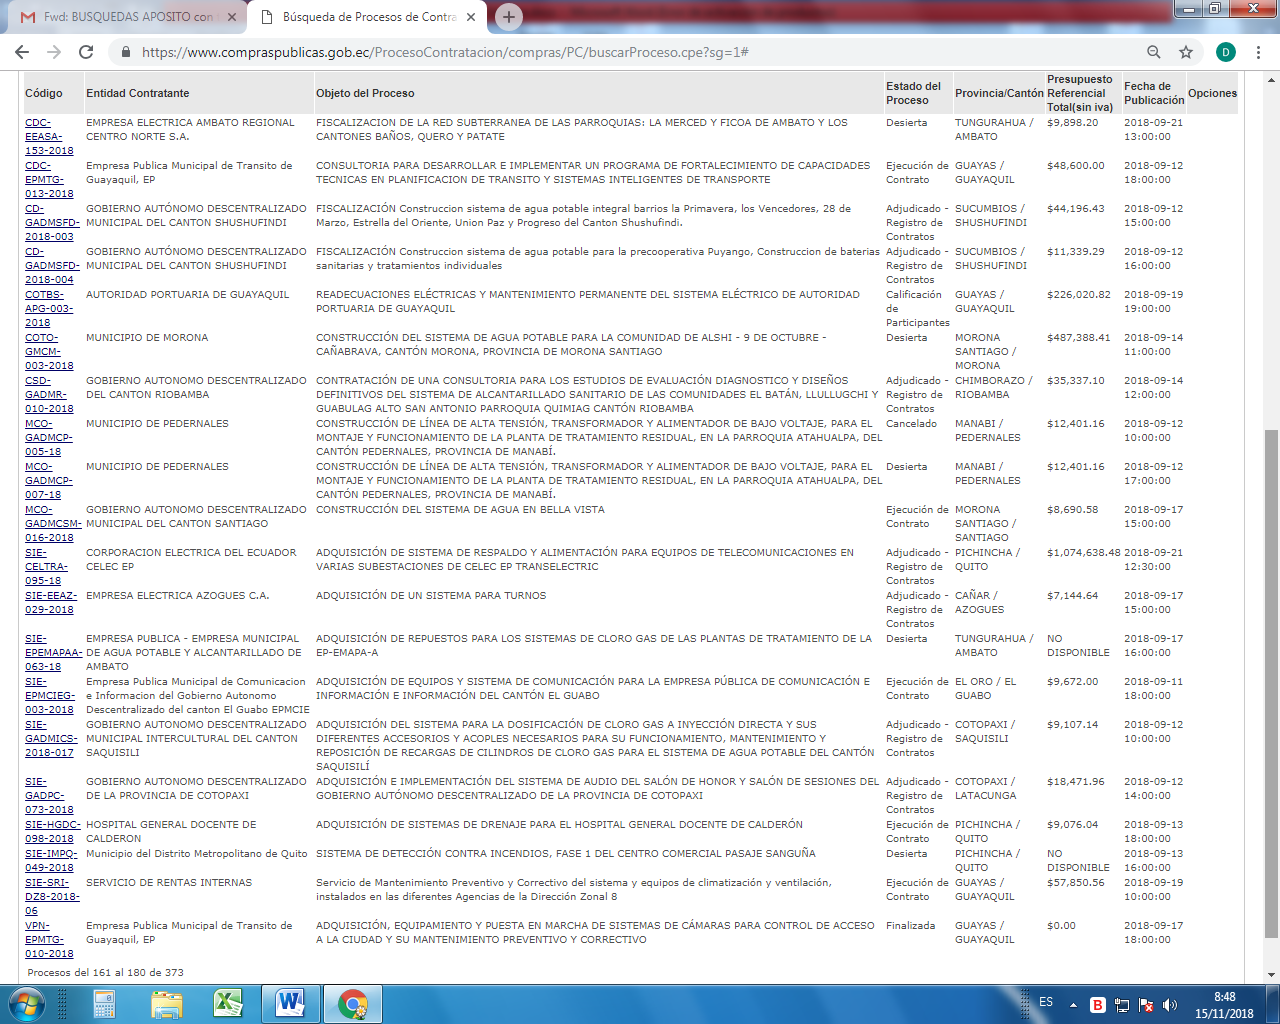 Fwd: BUSQUEDAS APOSITO con
Búsqueda de Procesos de Contra
https://www.compraspublicas.gob.ec/ProcesoContratacion/compras/PC/buscarProceso.cpe?sg=1#
D
Código Entidad Contratante Objeto del Proceso Estado del Proceso Provincia/Cantón Presupuesto Referencial Total(sin iva) Fecha de Publicación Opciones
CDC-EEASA-153-2018 EMPRESA ELECTRICA AMBATO REGIONAL CENTRO NORTE S.A. FISCALIZACION DE LA RED SUBTERRANEA DE LAS PARROQUIAS: LA MERCED Y FICOA DE AMBATO Y LOS CANTONES BAÑOS, QUERO Y PATATE Desierta TUNGURAHUA / AMBATO $9,898.20 2018-09-21 13:00:00
CDC-EPMTG-013-2018 Empresa Publica Municipal de Transito de Guayaquil, EP CONSULTORIA PARA DESARROLLAR E IMPLEMENTAR UN PROGRAMA DE FORTALECIMIENTO DE CAPACIDADES TECNICAS EN PLANIFICACION DE TRANSITO Y SISTEMAS INTELIGENTES DE TRANSPORTE Ejecución de Contrato GUAYAS / GUAYAQUIL $48,600.00 2018-09-12 18:00:00
CD-GADMSFD-2018-003 GOBIERNO AUTÓNOMO DESCENTRALIZADO MUNICIPAL DEL CANTON SHUSHUFINDI FISCALIZACIÓN Construccion sistema de agua potable integral barrios la Primavera, los Vencedores, 28 de Marzo, Estrella del Oriente, Union Paz y Progreso del Canton Shushufindi. Adjudicado - Registro de Contratos SUCUMBIOS / SHUSHUFINDI $44,196.43 2018-09-12 15:00:00
CD-GADMSFD-2018-004 GOBIERNO AUTÓNOMO DESCENTRALIZADO MUNICIPAL DEL CANTON SHUSHUFINDI FISCALIZACIÓN Construccion sistema de agua potable para la precooperativa Puyango, Construccion de baterias sanitarias y tratamientos individuales Adjudicado - Registro de Contratos SUCUMBIOS / SHUSHUFINDI $11,339.29 2018-09-12 16:00:00
COTBS-APG-003-2018 AUTORIDAD PORTUARIA DE GUAYAQUIL READECUACIONES ELÉCTRICAS Y MANTENIMIENTO PERMANENTE DEL SISTEMA ELÉCTRICO DE AUTORIDAD PORTUARIA DE GUAYAQUIL Calificación de Participantes GUAYAS / GUAYAQUIL $226,020.82 2018-09-19 19:00:00
COTO-GMCM-003-2018 MUNICIPIO DE MORONA CONSTRUCCIÓN DEL SISTEMA DE AGUA POTABLE PARA LA COMUNIDAD DE ALSHI - 9 DE OCTUBRE - CAÑABRAVA, CANTÓN MORONA, PROVINCIA DE MORONA SANTIAGO Desierta MORONA SANTIAGO / MORONA $487,388.41 2018-09-14 11:00:00
CSD-GADMR-010-2018 GOBIERNO AUTONOMO DESCENTRALIZADO DEL CANTON RIOBAMBA CONTRATACIÓN DE UNA CONSULTORIA PARA LOS ESTUDIOS DE EVALUACIÓN DIAGNOSTICO Y DISEÑOS DEFINITIVOS DEL SISTEMA DE ALCANTARILLADO SANITARIO DE LAS COMUNIDADES EL BATÁN, LLULLUGCHI Y GUABULAG ALTO SAN ANTONIO PARROQUIA QUIMIAG CANTÓN RIOBAMBA Adjudicado - Registro de Contratos CHIMBORAZO / RIOBAMBA $35,337.10 2018-09-14 12:00:00
MCO-GADMCP-005-18 MUNICIPIO DE PEDERNALES CONSTRUCCIÓN DE LÍNEA DE ALTA TENSIÓN, TRANSFORMADOR Y ALIMENTADOR DE BAJO VOLTAJE, PARA EL MONTAJE Y FUNCIONAMIENTO DE LA PLANTA DE TRATAMIENTO RESIDUAL, EN LA PARROQUIA ATAHUALPA, DEL CANTÓN PEDERNALES, PROVINCIA DE MANABÍ. Cancelado MANABI / PEDERNALES $12,401.16 2018-09-12 10:00:00
MCO-GADMCP-007-18 MUNICIPIO DE PEDERNALES CONSTRUCCIÓN DE LÍNEA DE ALTA TENSIÓN, TRANSFORMADOR Y ALIMENTADOR DE BAJO VOLTAJE, PARA EL MONTAJE Y FUNCIONAMIENTO DE LA PLANTA DE TRATAMIENTO RESIDUAL, EN LA PARROQUIA ATAHUALPA, DEL CANTÓN PEDERNALES, PROVINCIA DE MANABÍ. Desierta MANABI / PEDERNALES $12,401.16 2018-09-12 17:00:00
MCO-GADMCSM-016-2018 GOBIERNO AUTONOMO DESCENTRALIZADO MUNICIPAL DEL CANTON SANTIAGO CONSTRUCCIÓN DEL SISTEMA DE AGUA EN BELLA VISTA Ejecución de Contrato MORONA SANTIAGO / SANTIAGO $8,690.58 2018-09-17 15:00:00
SIE-CELTRA-095-18 CORPORACION ELECTRICA DEL ECUADOR CELEC EP ADQUISICIÓN DE SISTEMA DE RESPALDO Y ALIMENTACIÓN PARA EQUIPOS DE TELECOMUNICACIONES EN VARIAS SUBESTACIONES DE CELEC EP TRANSELECTRIC Adjudicado - Registro de Contratos PICHINCHA / QUITO $1,074,638.48 2018-09-21 12:30:00
SIE-EEAZ-029-2018 EMPRESA ELECTRICA AZOGUES C.A. ADQUISICIÓN DE UN SISTEMA PARA TURNOS Adjudicado - Registro de Contratos CAÑAR / AZOGUES $7,144.64 2018-09-17 15:00:00
SIE-EPEMAPAA-063-18 EMPRESA PUBLICA - EMPRESA MUNICIPAL DE AGUA POTABLE Y ALCANTARILLADO DE AMBATO ADQUISICIÓN DE REPUESTOS PARA LOS SISTEMAS DE CLORO GAS DE LAS PLANTAS DE TRATAMIENTO DE LA EP-EMAPA-A Desierta TUNGURAHUA / AMBATO NO DISPONIBLE 2018-09-17 16:00:00
SIE-EPMCIEG-003-2018 Empresa Publica Municipal de Comunicacion e Informacion del Gobierno Autonomo Descentralizado del canton El Guabo EPMCIE ADQUISICIÓN DE EQUIPOS Y SISTEMA DE COMUNICACIÓN PARA LA EMPRESA PÚBLICA DE COMUNICACIÓN E INFORMACIÓN E INFORMACIÓN DEL CANTÓN EL GUABO Ejecución de Contrato EL ORO / EL GUABO $9,672.00 2018-09-11 18:00:00
SIE-GADMICS-2018-017 GOBIERNO AUTONOMO DESCENTRALIZADO MUNICIPAL INTERCULTURAL DEL CANTON SAQUISILI ADQUISICIÓN DEL SISTEMA PARA LA DOSIFICACIÓN DE CLORO GAS A INYECCIÓN DIRECTA Y SUS DIFERENTES ACCESORIOS Y ACOPLES NECESARIOS PARA SU FUNCIONAMIENTO, MANTENIMIENTO Y REPOSICIÓN DE RECARGAS DE CILINDROS DE CLORO GAS PARA EL SISTEMA DE AGUA POTABLE DEL CANTÓN SAQUISILÍ Adjudicado - Registro de Contratos COTOPAXI / SAQUISILI $9,107.14 2018-09-12 10:00:00
SIE-GADPC-073-2018 GOBIERNO AUTONOMO DESCENTRALIZADO DE LA PROVINCIA DE COTOPAXI ADQUISICIÓN E IMPLEMENTACIÓN DEL SISTEMA DE AUDIO DEL SALÓN DE HONOR Y SALÓN DE SESIONES DEL GOBIERNO AUTÓNOMO DESCENTRALIZADO DE LA PROVINCIA DE COTOPAXI Adjudicado - Registro de Contratos COTOPAXI / LATACUNGA $18,471.96 2018-09-12 14:00:00
SIE-HGDC-098-2018 HOSPITAL GENERAL DOCENTE DE CALDERON ADQUISICIÓN DE SISTEMAS DE DRENAJE PARA EL HOSPITAL GENERAL DOCENTE DE CALDERÓN Ejecución de Contrato PICHINCHA / QUITO $9,076.04 2018-09-13 18:00:00
SIE-IMPQ-049-2018 Municipio del Distrito Metropolitano de Quito SISTEMA DE DETECCIÓN CONTRA INCENDIOS, FASE 1 DEL CENTRO COMERCIAL PASAJE SANGUÑA Desierta PICHINCHA / QUITO NO DISPONIBLE 2018-09-13 16:00:00
SIE-SRI-DZ8-2018-06 SERVICIO DE RENTAS INTERNAS Servicio de Mantenimiento Preventivo y Correctivo del sistema y equipos de climatización y ventilación, instalados en las diferentes Agencias de la Dirección Zonal 8 Ejecución de Contrato GUAYAS / GUAYAQUIL $57,850.56 2018-09-19 10:00:00
VPN-EPMTG-010-2018 Empresa Publica Municipal de Transito de Guayaquil, EP ADQUISICIÓN, EQUIPAMIENTO Y PUESTA EN MARCHA DE SISTEMAS DE CÁMARAS PARA CONTROL DE ACCESO A LA CIUDAD Y SU MANTENIMIENTO PREVENTIVO Y CORRECTIVO Finalizada GUAYAS / GUAYAQUIL $0.00 2018-09-17 18:00:00
Procesos del 161 al 180 de 373
ES
B
8:48
15/11/2018